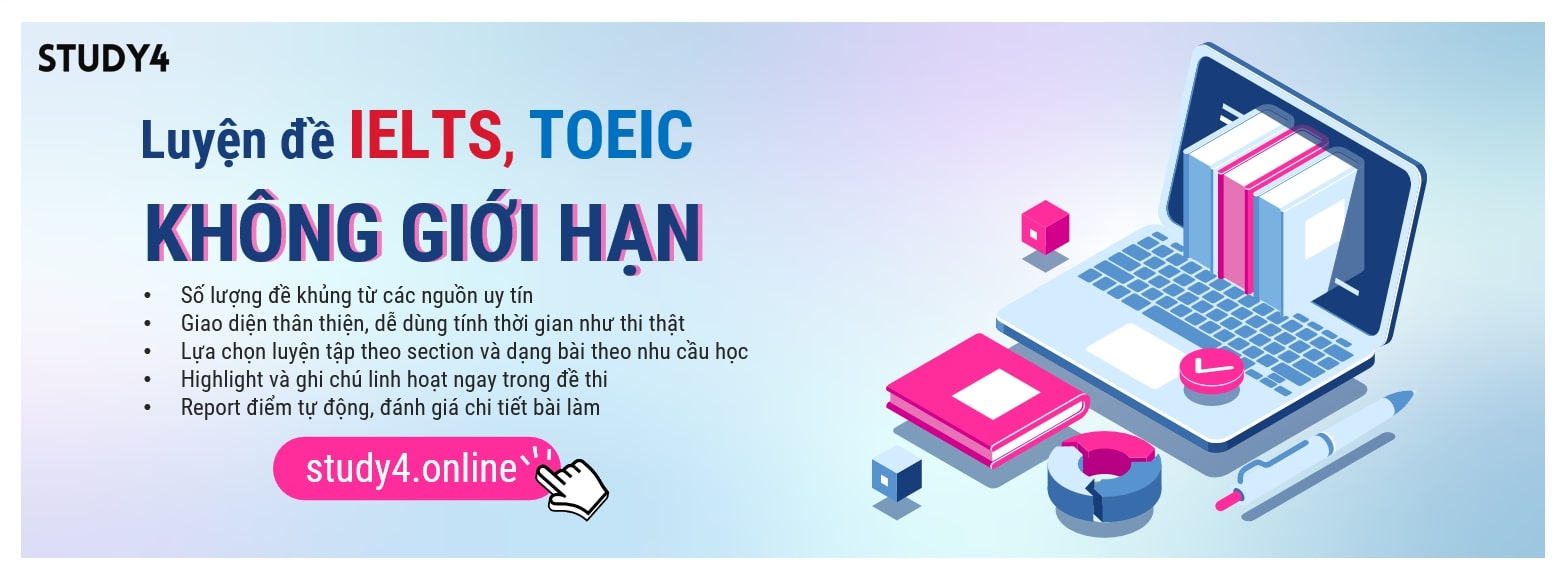 STUDY4
Luyện đề IELTS, TOEIC
KHÔNG GIỚI HẠN
• Số lượng đề khủng từ các nguồn uy tín
• Giao diện thân thiện, dễ dùng tính thời gian như thi thật
• Lựa chọn luyện tập theo section và dạng bài theo nhu cầu học
• Highlight và ghi chú linh hoạt ngay trong đề thi
• Report điểm tự động, đánh giá chi tiết bài làm
study4.online